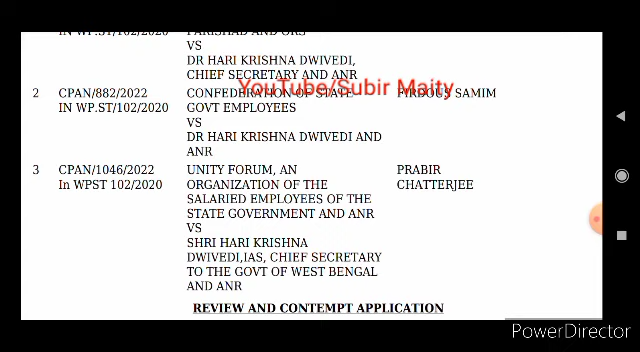 IN WP.ST/102/2020 PARISHAD AND ORS
VS
DR HARI KRISHNA DWIVEDI,
CHIEF SECRETARY AND ANR
YouTube/Subir Maity
2 CPAN/882/2022 CONFEDERATION OF STATE FIRDOUS SAMIM
IN WP.ST/102/2020 GOVT EMPLOYEES
VS
DR HARI KRISHNA DWIVEDI AND
ANR
3 CPAN/1046/2022 UNITY FORUM, AN PRABIR
In WPST 102/2020 ORGANIZATION OF THE CHATTERJEE
SALARIED EMPLOYEES OF THE
STATE GOVERNMENT AND ANR
VS
SHRI HARI KRISHNA
DWIVEDI,IAS, CHIEF SECRETARY
TO THE GOVT OF WEST BENGAL
AND ANR
REVIEW AND CONTEMPT APPLICATION
PowerDirector